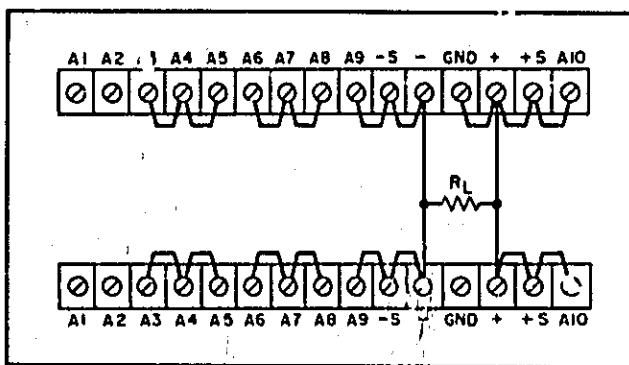 A1 A2 A4 A5 A6 A7 A8 A9 -S - GND + +S A10
RL
A1 A2 A3 A4 A5 A6 A7 A8 A9 -S - GND + +S A10